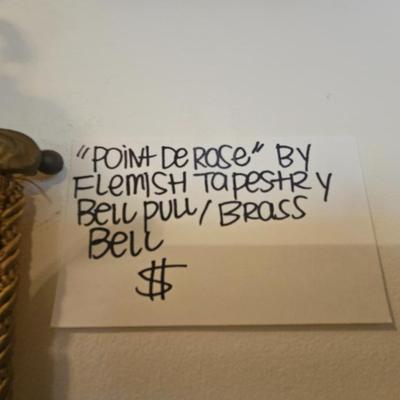 "POINT DE ROSE" BY
FLEMISH TAPESTRY
BELL PULL/BRASS
BELL
$